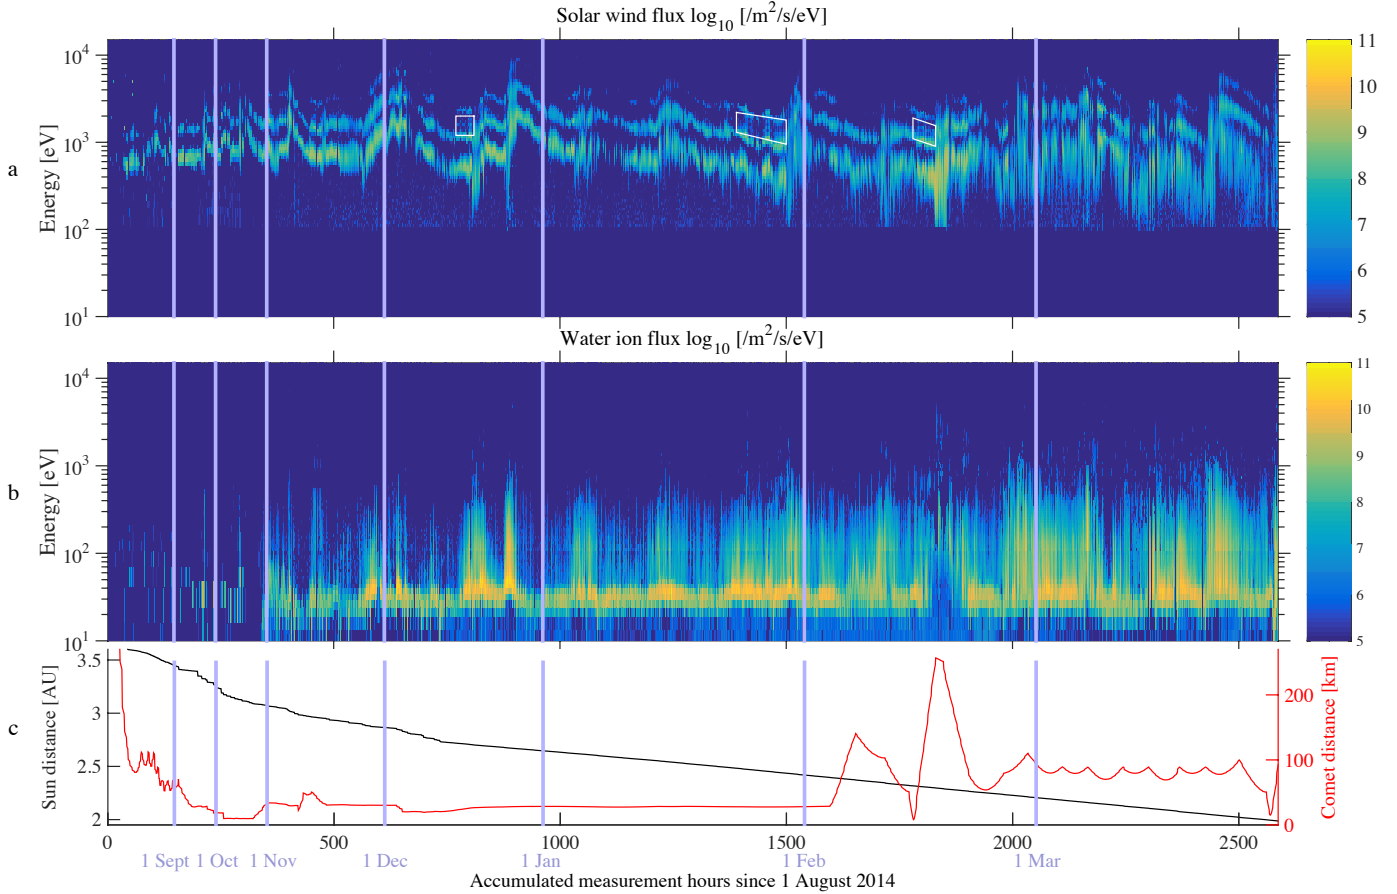 Solar wind flux log10 [/m2/s/eV]
a
Energy [eV]
10^4
10^3
10^2
10^1
11
10
9
8
7
6
5
Water ion flux log10 [/m2/s/eV]
b
Energy [eV]
10^4
10^3
10^2
10^1
11
10
9
8
7
6
5
c
Sun distance [AU]
3.5
3
2.5
2
200
100
0
Comet distance [km]
0 500 1000 1500 2000 2500
1 Sept 1 Oct 1 Nov 1 Dec 1 Jan 1 Feb 1 Mar
Accumulated measurement hours since 1 August 2014